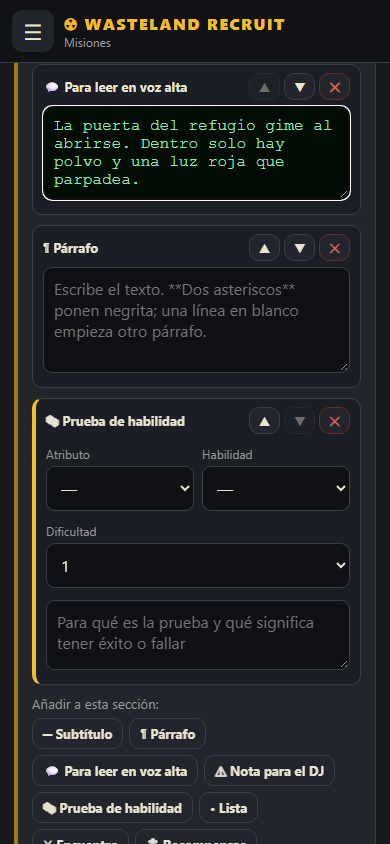 ☰ ☢ WASTELAND RECRUIT
Misiones
💬 Para leer en voz alta ▲ ▼ ✕
La puerta del refugio gime al
abrirse. Dentro solo hay
polvo y una luz roja que
parpadea.
¶ Párrafo ▲ ▼ ✕
Escribe el texto. **Dos asteriscos**
ponen negrita; una línea en blanco
empieza otro párrafo.
🎲 Prueba de habilidad ▲ ▼ ✕
Atributo Habilidad
— —
Dificultad
1
Para qué es la prueba y qué significa
tener éxito o fallar
Añadir a esta sección:
— Subtítulo ¶ Párrafo
💬 Para leer en voz alta ⚠ Nota para el DJ
🎲 Prueba de habilidad • Lista
Encuentro Recompensas